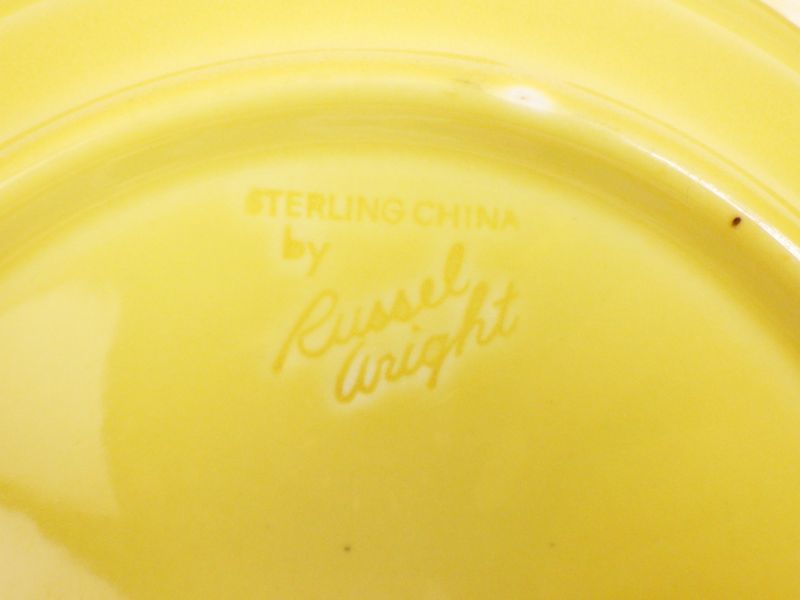 STERLING CHINA
by
Russel
Wright